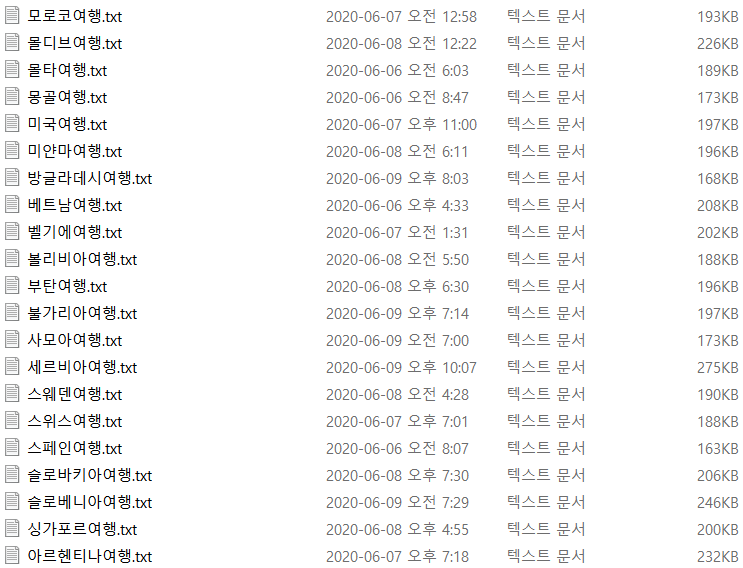 모로코여행.txt 2020-06-07 오전 12:58 텍스트 문서 193KB
몰디브여행.txt 2020-06-08 오전 12:22 텍스트 문서 226KB
몰타여행.txt 2020-06-06 오전 6:03 텍스트 문서 189KB
몽골여행.txt 2020-06-06 오전 8:47 텍스트 문서 173KB
미국여행.txt 2020-06-07 오후 11:00 텍스트 문서 197KB
미얀마여행.txt 2020-06-08 오전 6:11 텍스트 문서 196KB
방글라데시여행.txt 2020-06-09 오후 8:03 텍스트 문서 168KB
베트남여행.txt 2020-06-06 오후 4:33 텍스트 문서 208KB
벨기에여행.txt 2020-06-07 오전 1:31 텍스트 문서 202KB
볼리비아여행.txt 2020-06-08 오전 5:50 텍스트 문서 188KB
부탄여행.txt 2020-06-08 오후 6:30 텍스트 문서 196KB
불가리아여행.txt 2020-06-09 오후 7:14 텍스트 문서 197KB
사모아여행.txt 2020-06-09 오전 7:00 텍스트 문서 173KB
세르비아여행.txt 2020-06-09 오후 10:07 텍스트 문서 275KB
스웨덴여행.txt 2020-06-08 오전 4:28 텍스트 문서 190KB
스위스여행.txt 2020-06-07 오후 7:01 텍스트 문서 188KB
스페인여행.txt 2020-06-06 오전 8:07 텍스트 문서 163KB
슬로바키아여행.txt 2020-06-08 오후 7:30 텍스트 문서 206KB
슬로베니아여행.txt 2020-06-09 오전 7:29 텍스트 문서 246KB
싱가포르여행.txt 2020-06-08 오후 4:55 텍스트 문서 200KB
아르헨티나여행.txt 2020-06-07 오후 7:18 텍스트 문서 232KB